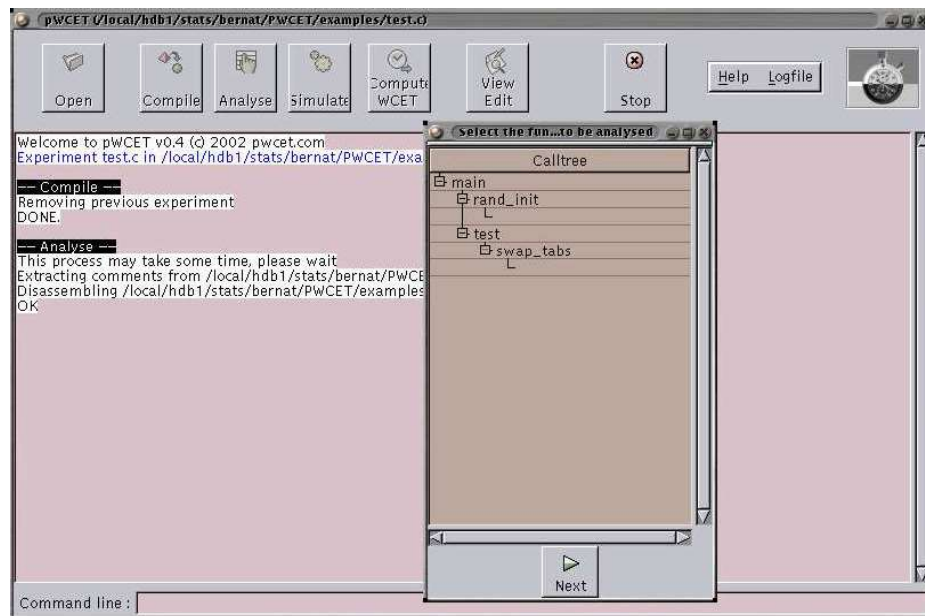 pWCET (/local/hdb1/stats/bernat/PWCET/examples/test.c)
Open
Compile
Analyse
Simulate
Compute
WCET
View
Edit
Stop
Help Logfile
Welcome to pWCET v0.4 (c) 2002 pwcet.com
Experiment test.c in /local/hdb1/stats/bernat/PWCET/exa
-- Compile --
Removing previous experiment
DONE.
-- Analyse --
This process may take some time, please wait
Extracting comments from /local/hdb1/stats/bernat/PWCE
Disassembling /local/hdb1/stats/bernat/PWCET/examples
OK
Select the fun...to be analysed
Calltree
main
rand_init
test
swap_tabs
Next
Command line :